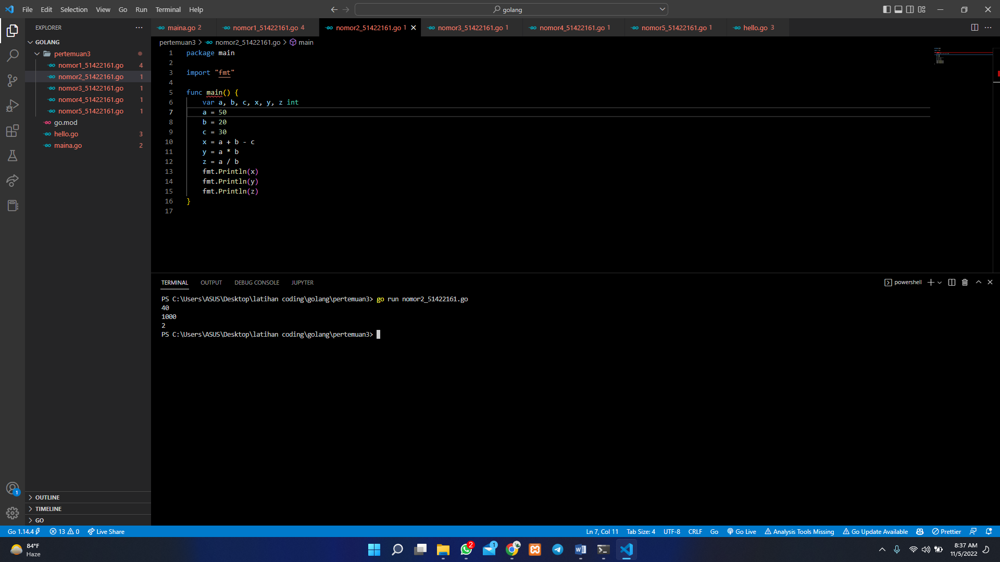 File Edit Selection View Go Run Terminal Help
golang
EXPLORER
GOLANG
pertemuan3
nomor1_51422161.go 4
nomor2_51422161.go 1
nomor3_51422161.go 1
nomor4_51422161.go 1
nomor5_51422161.go 1
go.mod
hello.go 3
maina.go 2
OUTLINE
TIMELINE
GO
maina.go 2 nomor1_51422161.go 4 nomor2_51422161.go 1 nomor3_51422161.go 1 nomor4_51422161.go 1 nomor5_51422161.go 1 hello.go 3
pertemuan3 > nomor2_51422161.go > main
1 package main
2
3 import "fmt"
4
5 func main() {
6 var a, b, c, x, y, z int
7 a = 50
8 b = 20
9 c = 30
10 x = a + b - c
11 y = a * b
12 z = a / b
13 fmt.Println(x)
14 fmt.Println(y)
15 fmt.Println(z)
16 }
17
TERMINAL OUTPUT DEBUG CONSOLE JUPYTER
powershell
PS C:\Users\ASUS\Desktop\latihan coding\golang\pertemuan3> go run nomor2_51422161.go
40
1000
2
PS C:\Users\ASUS\Desktop\latihan coding\golang\pertemuan3>
1
Go 1.14.4 13 0 Live Share
Ln 7, Col 11 Tab Size: 4 UTF-8 CRLF Go Go Live Analysis Tools Missing Go Update Available Prettier
84°F
Haze
2
1
8:37 AM
11/5/2022